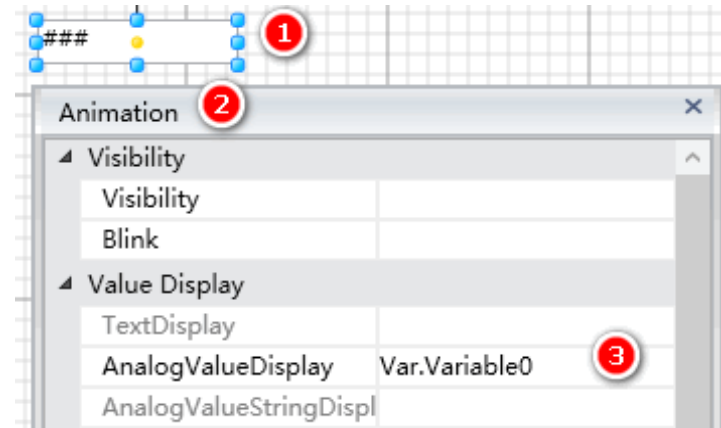 ###
1
Animation
2
Visibility
Visibility
Blink
Value Display
TextDisplay
AnalogValueDisplay Var.Variable0
3
AnalogValueStringDispl